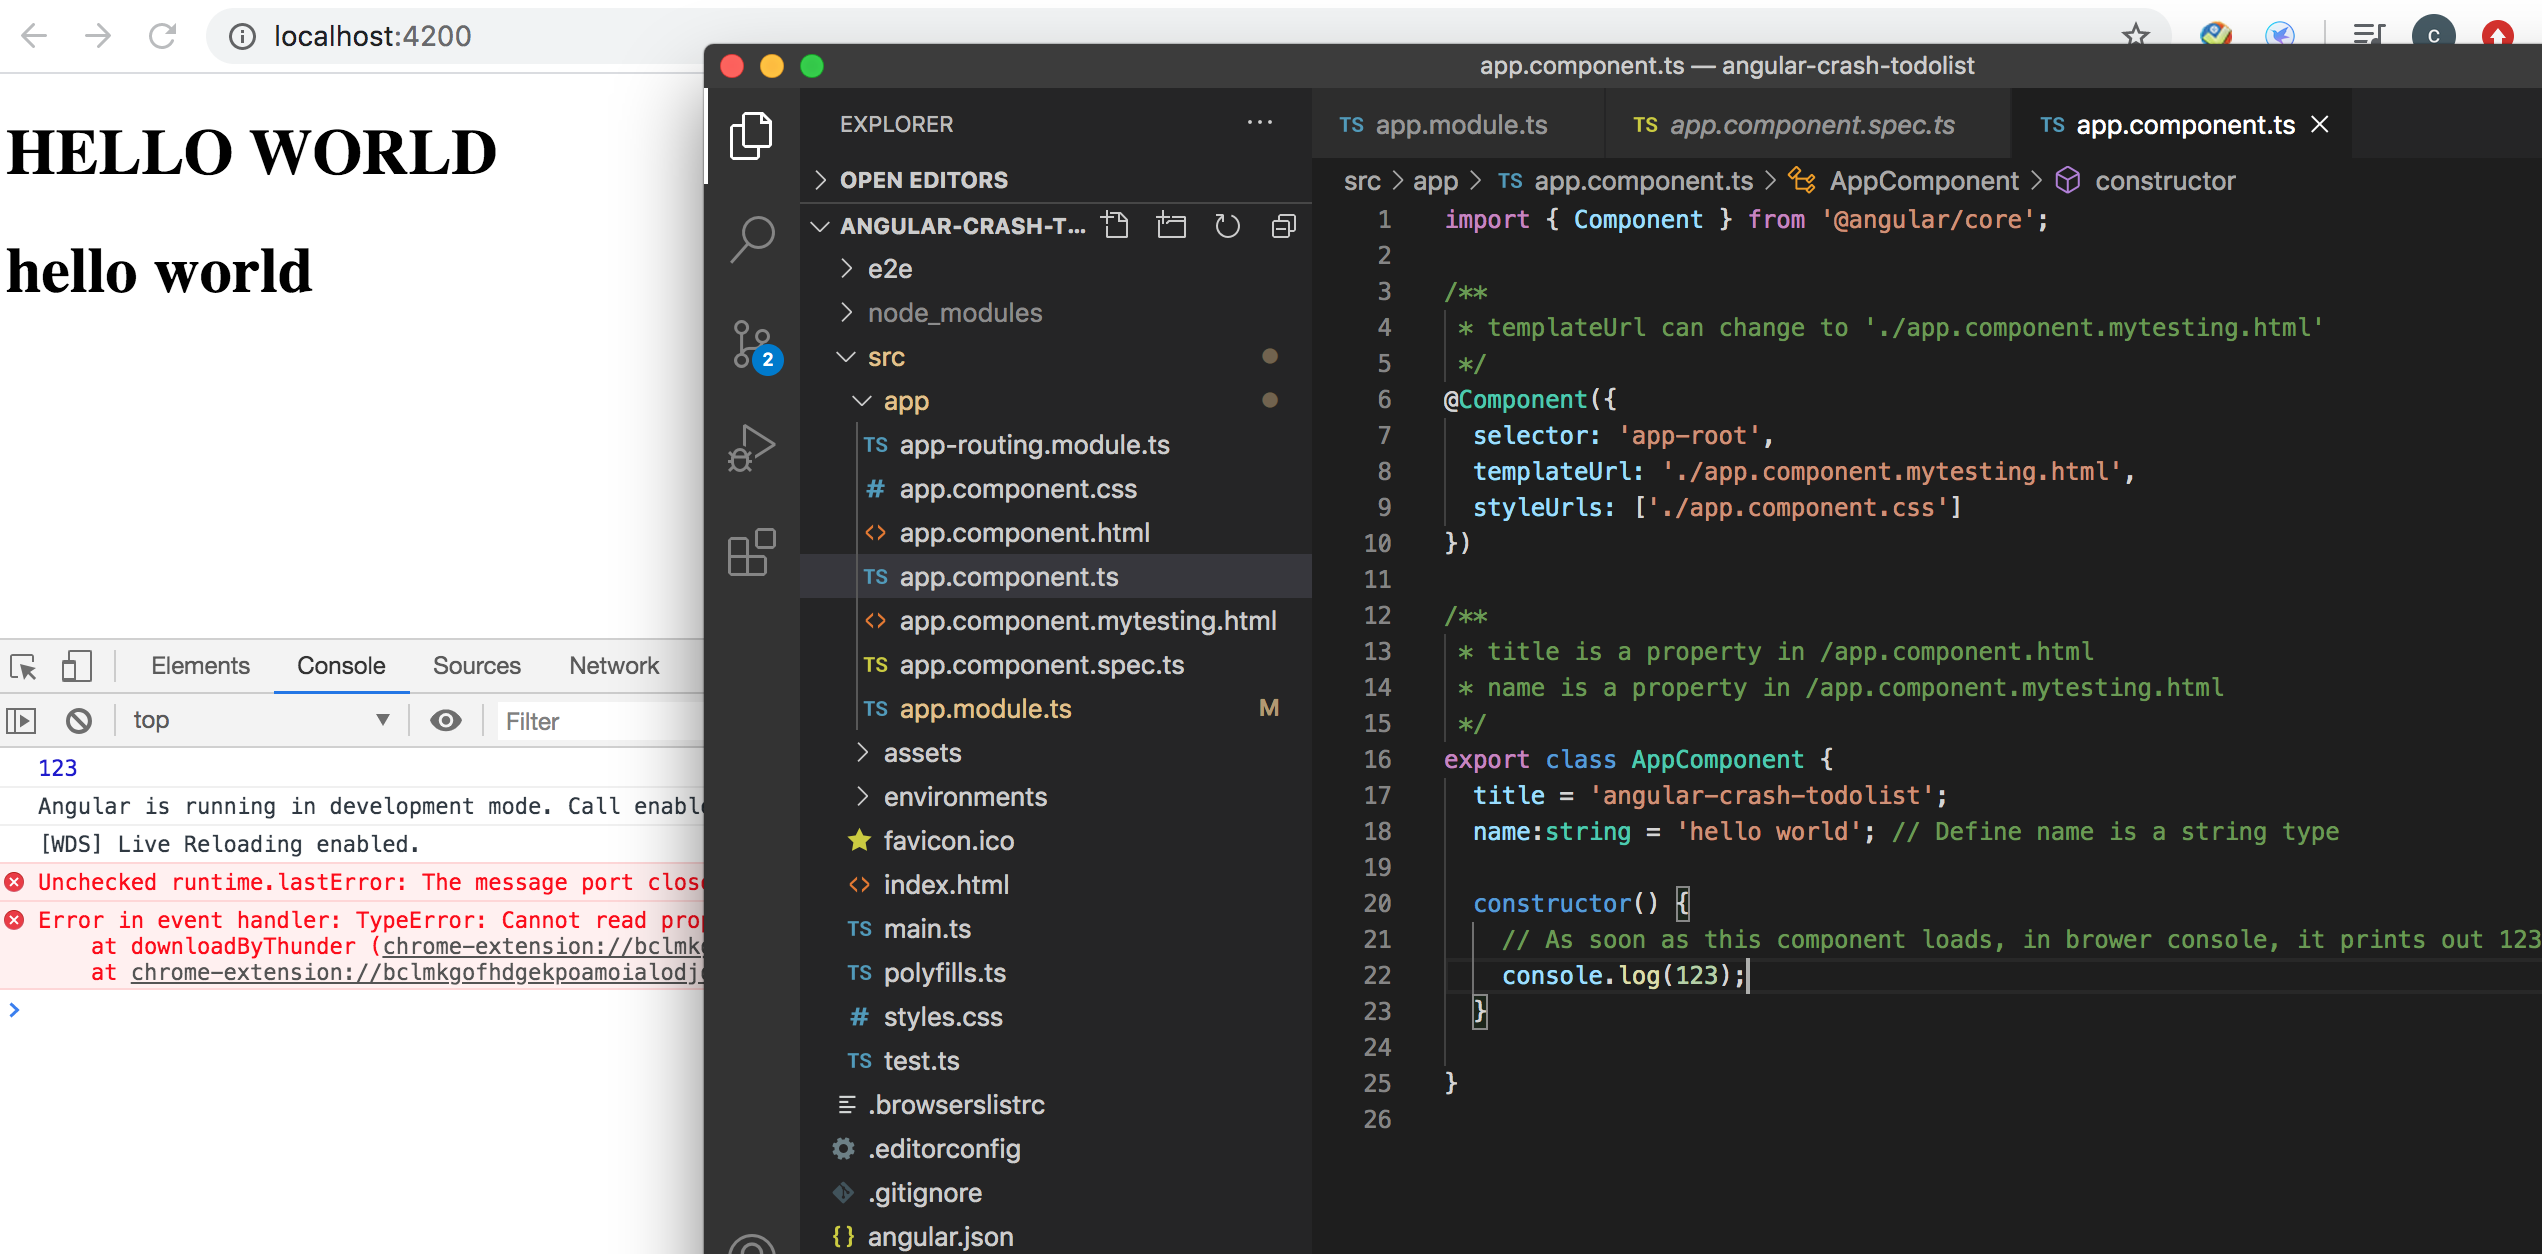 localhost:4200
C
HELLO WORLD
hello world
Elements Console Sources Network
top Filter
123
Angular is running in development mode. Call enable
[WDS] Live Reloading enabled.
Unchecked runtime.lastError: The message port clos
Error in event handler: TypeError: Cannot read prop
at downloadByThunder (chrome-extension://bclmkg
at chrome-extension://bclmkgofhdgekpoamoialodj
app.component.ts — angular-crash-todolist
2
EXPLORER
OPEN EDITORS
ANGULAR-CRASH-T...
e2e
node_modules
src
app
TS app-routing.module.ts
# app.component.css
<> app.component.html
TS app.component.ts
<> app.component.mytesting.html
TS app.component.spec.ts
TS app.module.ts M
assets
environments
favicon.ico
<> index.html
TS main.ts
TS polyfills.ts
# styles.css
TS test.ts
.browserslistrc
.editorconfig
.gitignore
{} angular.json
TS app.module.ts TS app.component.spec.ts TS app.component.ts
src > app > TS app.component.ts > AppComponent > constructor
1 import { Component } from '@angular/core';
2
3 /**
4 * templateUrl can change to './app.component.mytesting.html'
5 */
6 @Component({
7 selector: 'app-root',
8 templateUrl: './app.component.mytesting.html',
9 styleUrls: ['./app.component.css']
10 })
11
12 /**
13 * title is a property in /app.component.html
14 * name is a property in /app.component.mytesting.html
15 */
16 export class AppComponent {
17 title = 'angular-crash-todolist';
18 name:string = 'hello world'; // Define name is a string type
19
20 constructor() {
21 // As soon as this component loads, in brower console, it prints out 123
22 console.log(123);
23 }
24
25 }
26